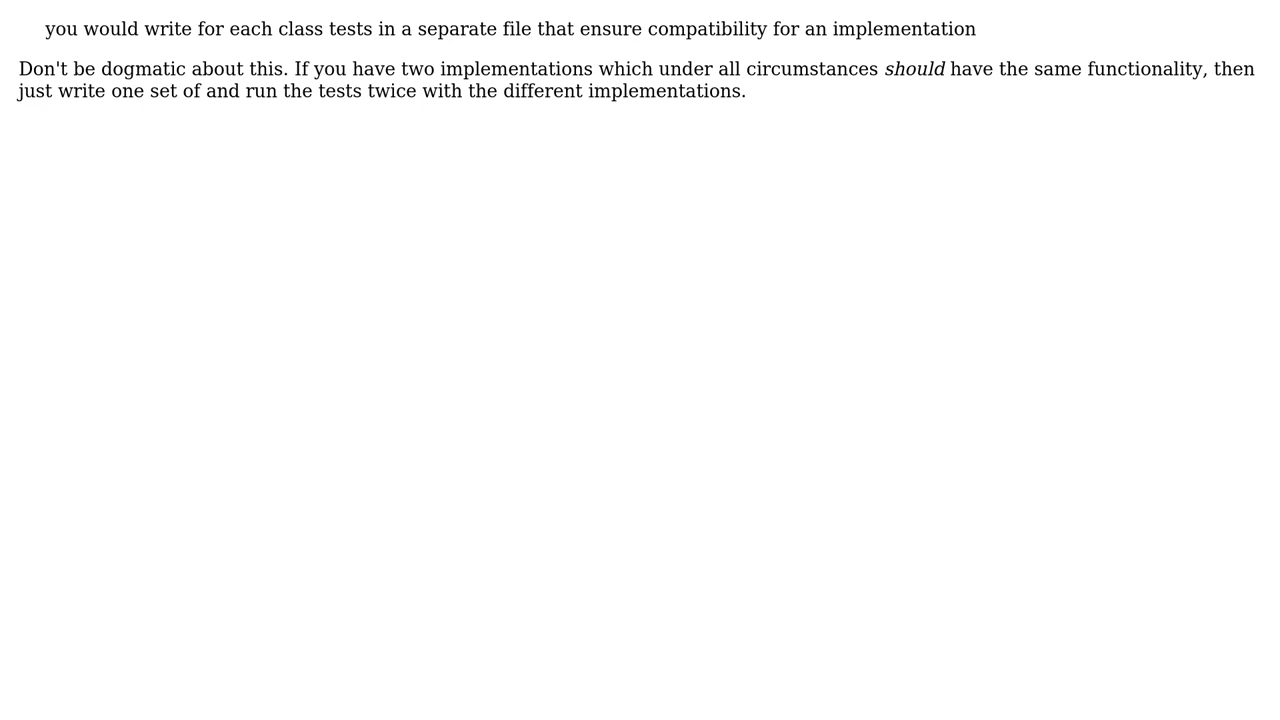 you would write for each class tests in a separate file that ensure compatibility for an implementation
Don't be dogmatic about this. If you have two implementations which under all circumstances should have the same functionality, then
just write one set of and run the tests twice with the different implementations.